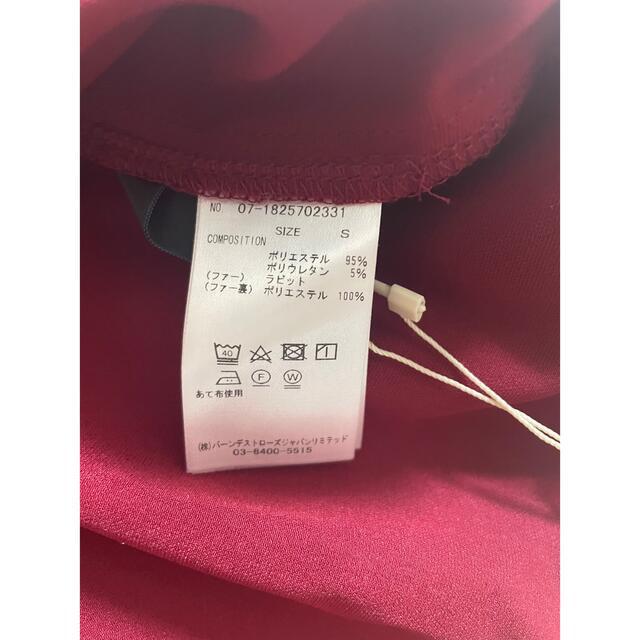 NO. 07-1825702331
SIZE S
COMPOSITION
ポリエステル 95%
ポリウレタン 5%
(ファー) ラビット
(ファー裏) ポリエステル 100%
40
F W
あて布使用
(株)バーンデストローズジャパンリミテッド
03-6400-5515